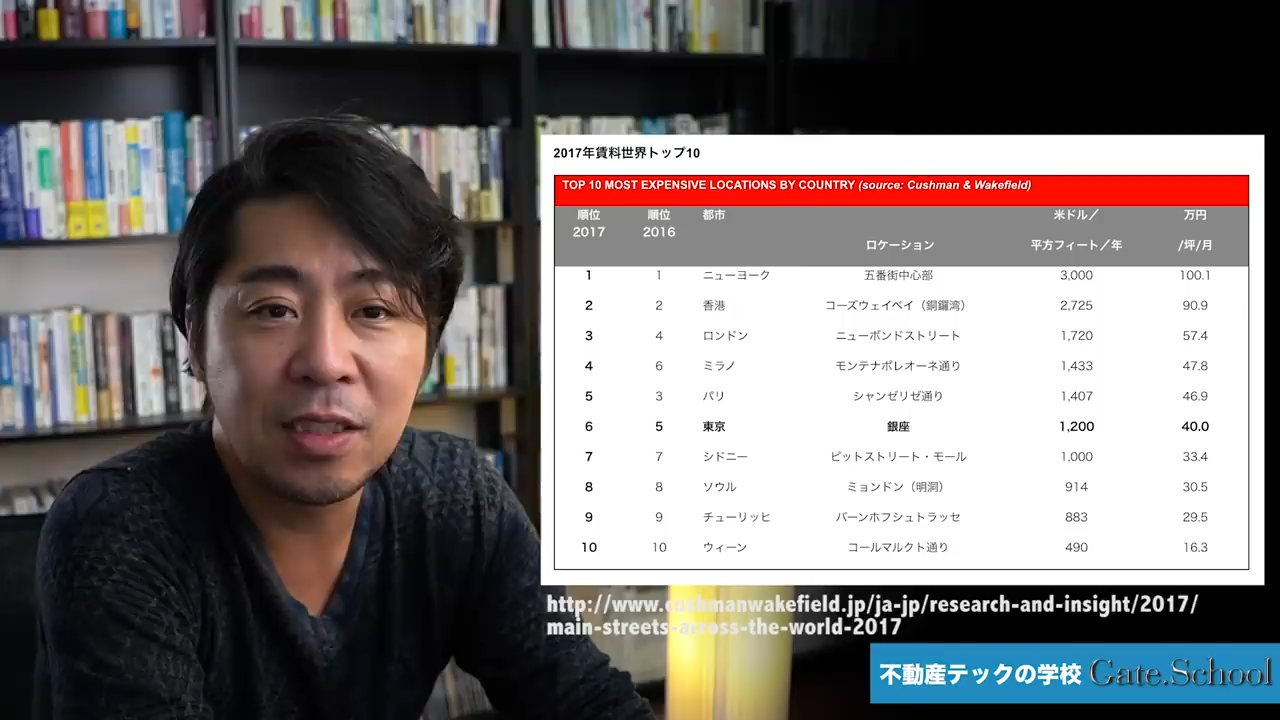 2017年賃料世界トップ10
TOP 10 MOST EXPENSIVE LOCATIONS BY COUNTRY (source: Cushman & Wakefield)
順位 2017 順位 2016 都市 ロケーション 米ドル／平方フィート／年 万円/坪/月
1 1 ニューヨーク 五番街中心部 3,000 100.1
2 2 香港 コーズウェイベイ（銅鑼湾） 2,725 90.9
3 4 ロンドン ニューボンドストリート 1,720 57.4
4 6 ミラノ モンテナポレオーネ通り 1,433 47.8
5 3 パリ シャンゼリゼ通り 1,407 46.9
6 5 東京 銀座 1,200 40.0
7 7 シドニー ピットストリート・モール 1,000 33.4
8 8 ソウル ミョンドン（明洞） 914 30.5
9 9 チューリッヒ バーンホフシュトラッセ 883 29.5
10 10 ウィーン コールマルクト通り 490 16.3
http://www.cushmanwakefield.jp/ja-jp/research-and-insight/2017/
main-streets-across-the-world-2017
不動産テックの学校 Gate.School